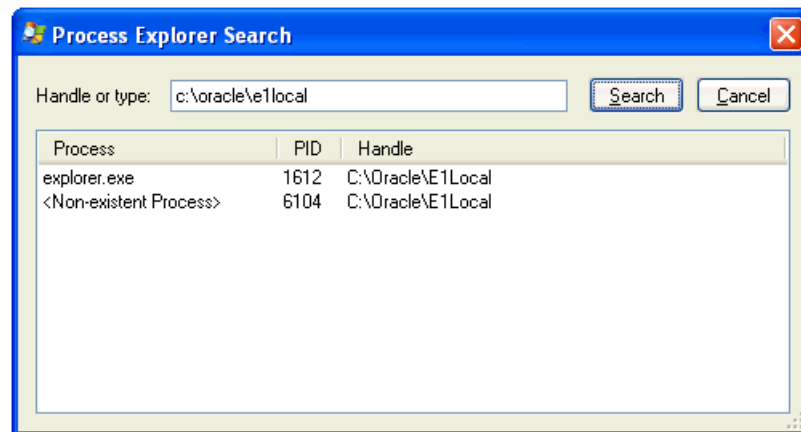 Process Explorer Search
Handle or type: c:\oracle\e1local Search Cancel
Process PID Handle
explorer.exe 1612 C:\Oracle\E1Local
<Non-existent Process> 6104 C:\Oracle\E1Local